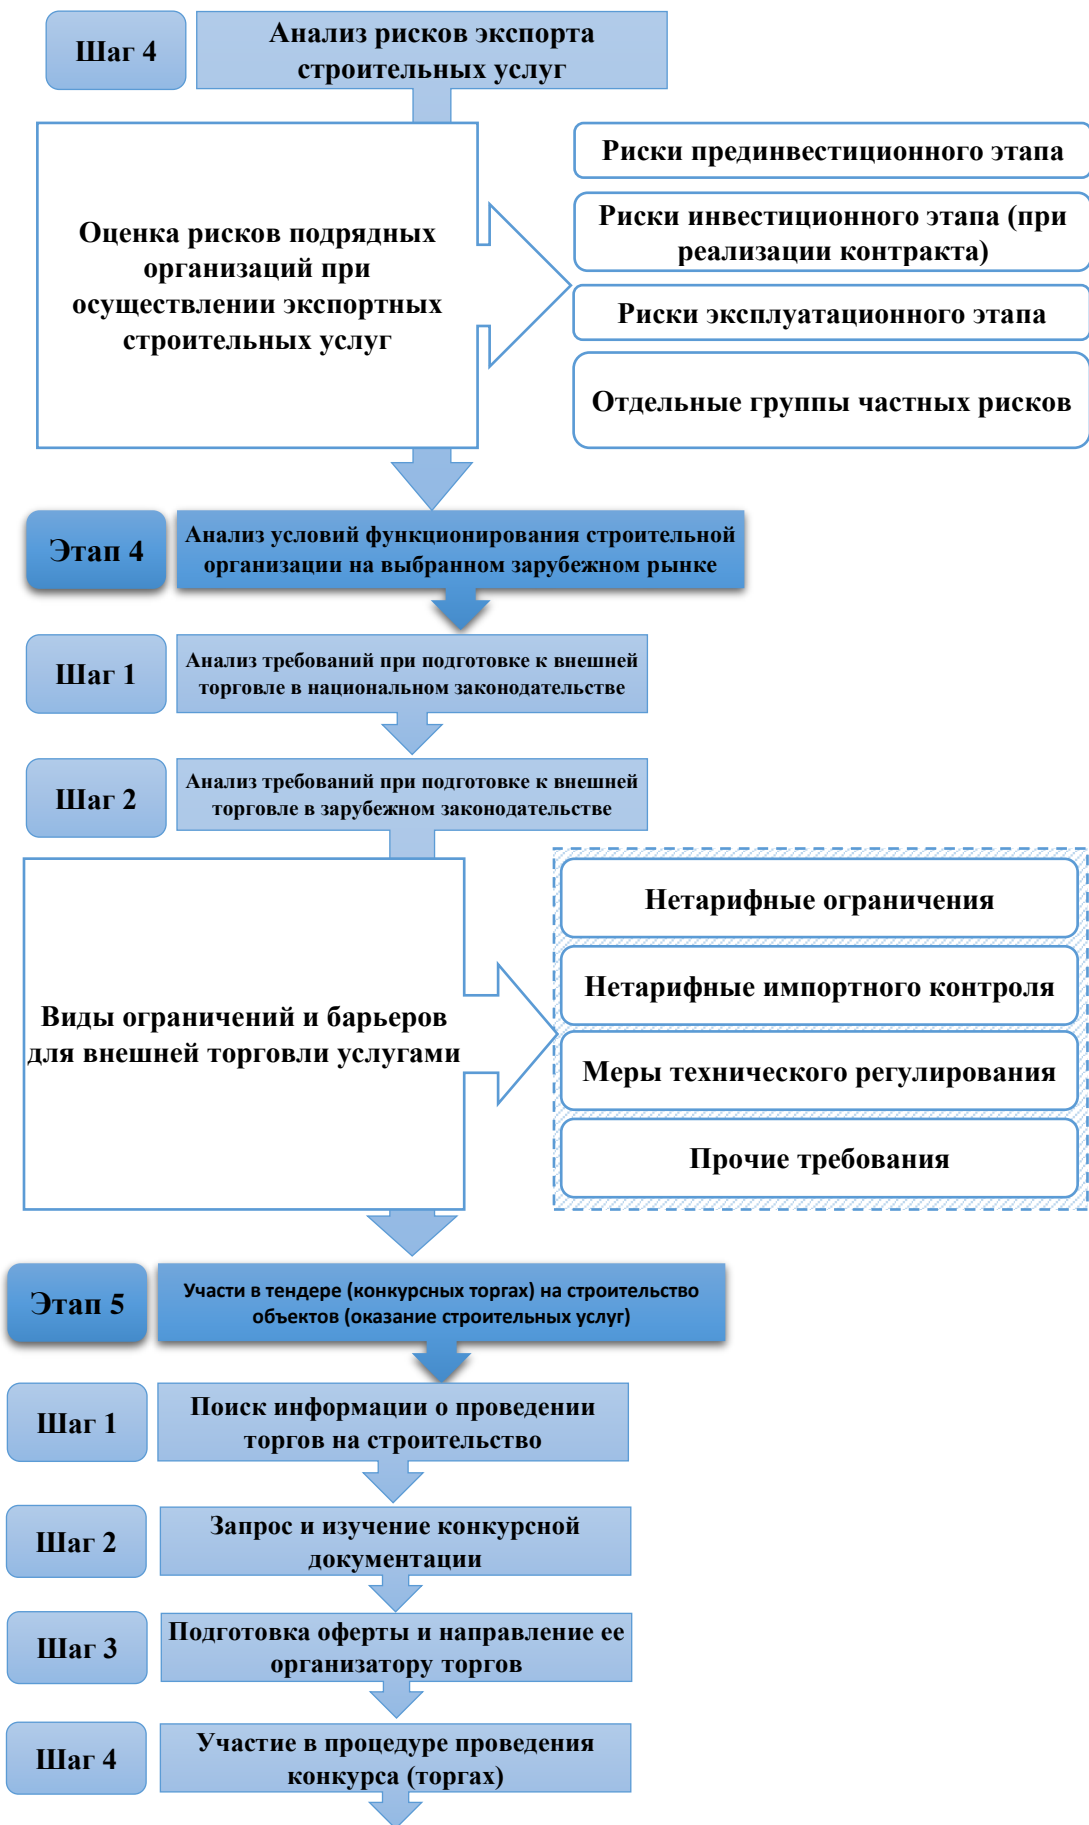 Шаг 4
Анализ рисков экспорта
строительных услуг
Оценка рисков подрядных
организаций при
осуществлении экспортных
строительных услуг
Риски прединвестиционного этапа
Риски инвестиционного этапа (при
реализации контракта)
Риски эксплуатационного этапа
Отдельные группы частных рисков
Этап 4
Анализ условий функционирования строительной
организации на выбранном зарубежном рынке
Шаг 1
Анализ требований при подготовке к внешней
торговле в национальном законодательстве
Шаг 2
Анализ требований при подготовке к внешней
торговле в зарубежном законодательстве
Виды ограничений и барьеров
для внешней торговли услугами
Нетарифные ограничения
Нетарифные импортного контроля
Меры технического регулирования
Прочие требования
Этап 5
Участи в тендере (конкурсных торгах) на строительство
объектов (оказание строительных услуг)
Шаг 1
Поиск информации о проведении
торгов на строительство
Шаг 2
Запрос и изучение конкурсной
документации
Шаг 3
Подготовка оферты и направление ее
организатору торгов
Шаг 4
Участие в процедуре проведения
конкурса (торгах)